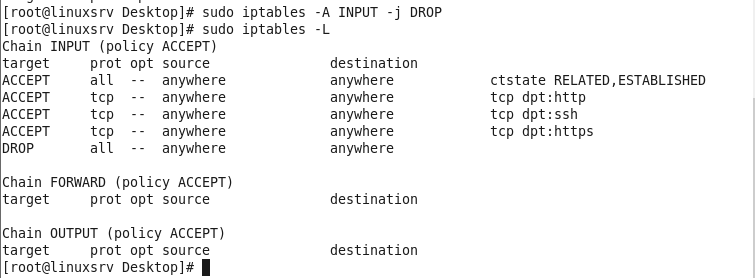 [root@linuxsrv Desktop]# sudo iptables -A INPUT -j DROP
[root@linuxsrv Desktop]# sudo iptables -L
Chain INPUT (policy ACCEPT)
target     prot opt source               destination
ACCEPT     all  --  anywhere             anywhere            ctstate RELATED,ESTABLISHED
ACCEPT     tcp  --  anywhere             anywhere            tcp dpt:http
ACCEPT     tcp  --  anywhere             anywhere            tcp dpt:ssh
ACCEPT     tcp  --  anywhere             anywhere            tcp dpt:https
DROP       all  --  anywhere             anywhere

Chain FORWARD (policy ACCEPT)
target     prot opt source               destination

Chain OUTPUT (policy ACCEPT)
target     prot opt source               destination
[root@linuxsrv Desktop]#